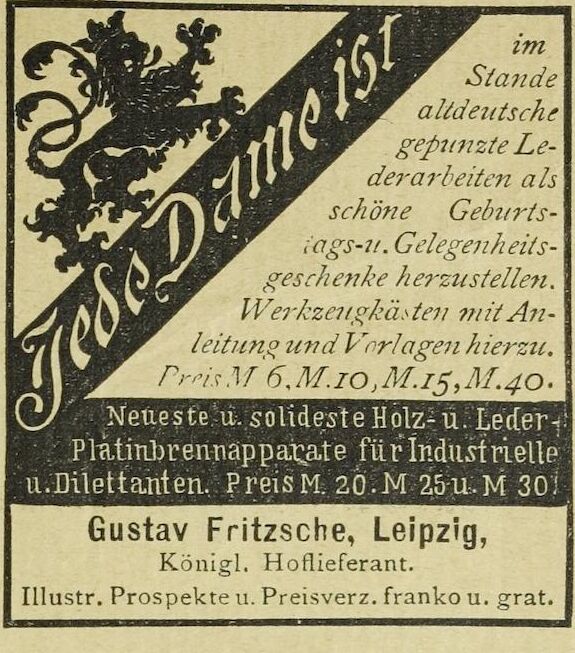 Jede Dame ist
im
Stande
altdeutsche
gepunzte Le-
derarbeiten als
schöne Geburts-
tags-u. Gelegenheits-
geschenke herzustellen.
Werkzeugkästen mit An-
leitung und Vorlagen hierzu.
Preis M 6, M. 10, M. 15, M. 40.
Neueste u. solideste Holz- u. Leder-
Platinbrennapparate für Industrielle
u. Dilettanten. Preis M. 20. M 25 u. M 30.
Gustav Fritzsche, Leipzig,
Königl. Hoflieferant.
Illustr. Prospekte u. Preisverz. franko u. grat.